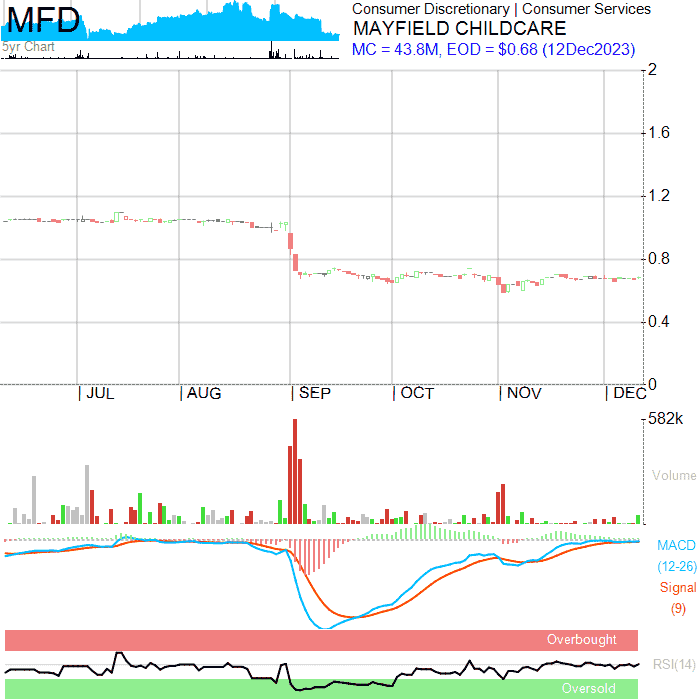 MFD
5yr Chart
Consumer Discretionary | Consumer Services
MAYFIELD CHILDCARE
MC = 43.8M, EOD = $0.68 (12Dec2023)
2
1.6
1.2
0.8
0.4
0
| JUL | AUG | SEP | OCT | NOV | DEC
582k
Volume
MACD
(12-26)
Signal
(9)
Overbought
RSI(14)
Oversold